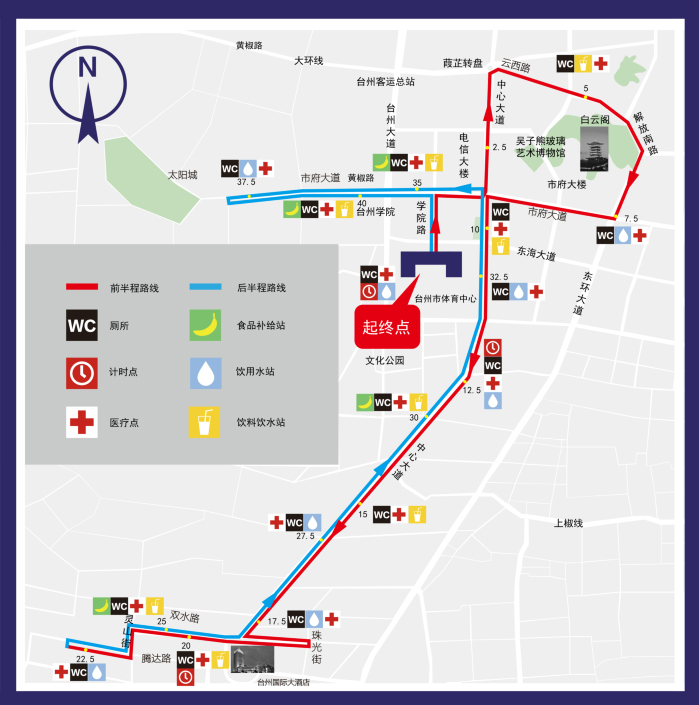 N
黄椒路
大环线
葭芷转盘
云西路
WC
台州客运总站
5
台州大道
中心大道
白云阁
解放南路
电信大楼
2.5
吴子熊玻璃
艺术博物馆
WC
WC
太阳城
市府大道
黄椒路
35
市府大楼
37.5
40
WC
台州学院
学院路
WC
市府大道
7.5
10
WC
东海大道
东环大道
WC
32.5
WC
台州市体育中心
起终点
前半程路线
后半程路线
WC
厕所
食品补给站
计时点
饮用水站
医疗点
饮料饮水站
文化公园
WC
12.5
WC
30
中心大道
15
WC
上椒线
WC
27.5
WC
灵山街
25
双水路
17.5
WC
珠光街
20
22.5
腾达路
WC
WC
台州国际大酒店